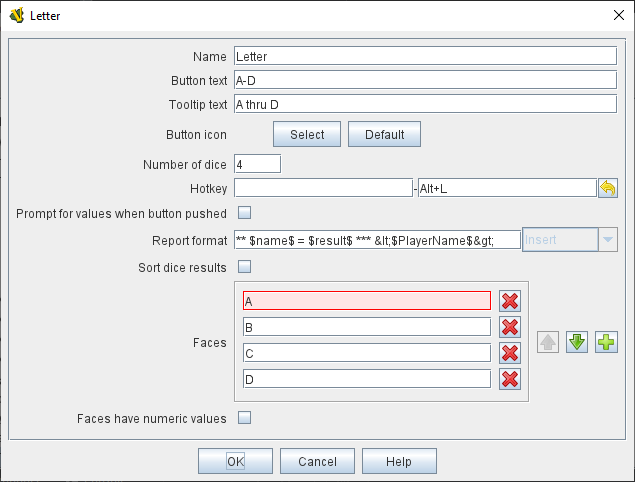 Letter
Name Letter
Button text A-D
Tooltip text A thru D
Button icon Select Default
Number of dice 4
Hotkey - Alt+L
Prompt for values when button pushed
Report format ** $name$ = $result$ *** &lt;$PlayerName$&gt; Insert
Sort dice results
A
B
Faces
C
D
Faces have numeric values
OK Cancel Help